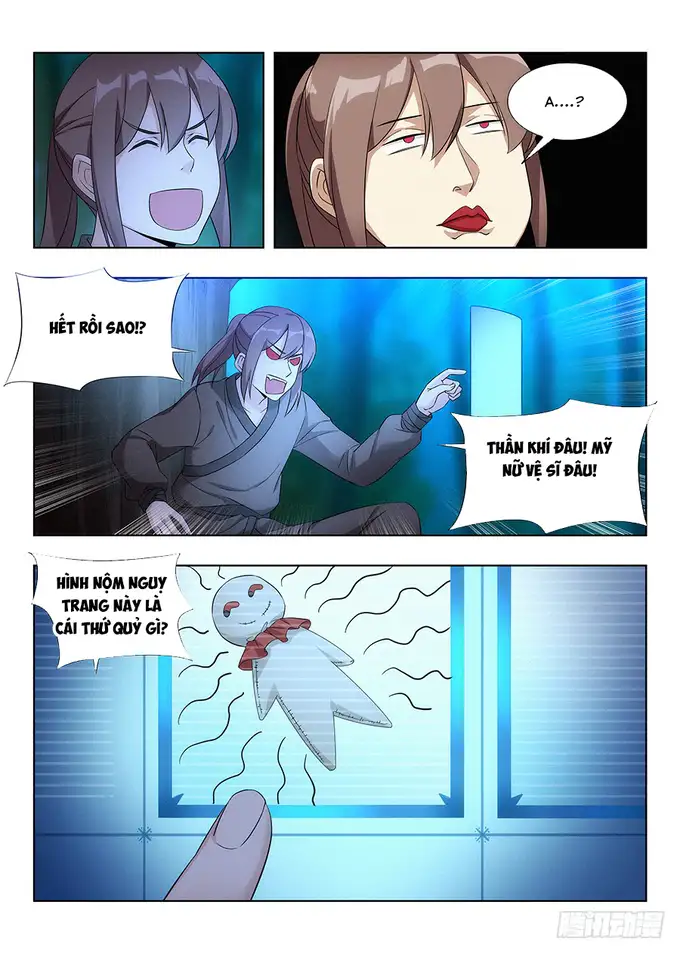 A....?
HẾT RỒI SAO!?
THẦN KHÍ ĐÂU! MỸ
NỮ VỆ SĨ ĐÂU!
HÌNH NỘM NGỤY
TRANG NÀY LÀ
CÁI THỨ QUỶ GÌ?